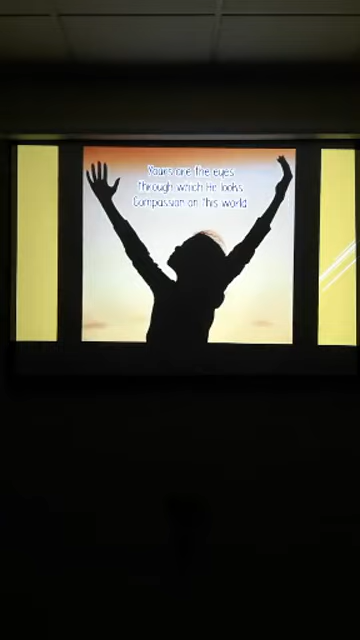 Yours are the eyes
through which He looks
Compassion on this world